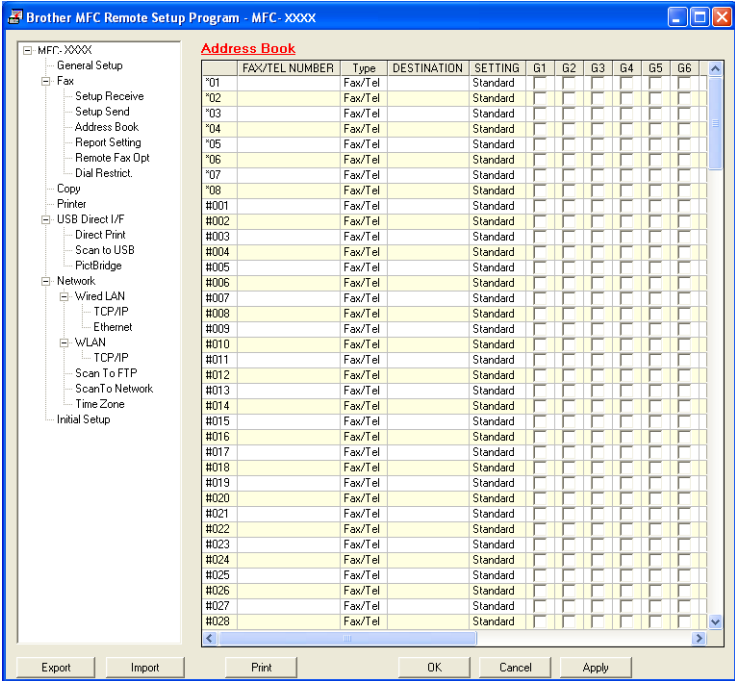 Brother MFC Remote Setup Program - MFC- XXXX
MFC- XXXX
General Setup
Fax
Setup Receive
Setup Send
Address Book
Report Setting
Remote Fax Opt
Dial Restrict.
Copy
Printer
USB Direct I/F
Direct Print
Scan to USB
PictBridge
Network
Wired LAN
TCP/IP
Ethernet
WLAN
TCP/IP
Scan To FTP
ScanTo Network
Time Zone
Initial Setup
Address Book
FAX/TEL NUMBER Type DESTINATION SETTING G1 G2 G3 G4 G5 G6
*01 Fax/Tel Standard
*02 Fax/Tel Standard
*03 Fax/Tel Standard
*04 Fax/Tel Standard
*05 Fax/Tel Standard
*06 Fax/Tel Standard
*07 Fax/Tel Standard
*08 Fax/Tel Standard
#001 Fax/Tel Standard
#002 Fax/Tel Standard
#003 Fax/Tel Standard
#004 Fax/Tel Standard
#005 Fax/Tel Standard
#006 Fax/Tel Standard
#007 Fax/Tel Standard
#008 Fax/Tel Standard
#009 Fax/Tel Standard
#010 Fax/Tel Standard
#011 Fax/Tel Standard
#012 Fax/Tel Standard
#013 Fax/Tel Standard
#014 Fax/Tel Standard
#015 Fax/Tel Standard
#016 Fax/Tel Standard
#017 Fax/Tel Standard
#018 Fax/Tel Standard
#019 Fax/Tel Standard
#020 Fax/Tel Standard
#021 Fax/Tel Standard
#022 Fax/Tel Standard
#023 Fax/Tel Standard
#024 Fax/Tel Standard
#025 Fax/Tel Standard
#026 Fax/Tel Standard
#027 Fax/Tel Standard
#028 Fax/Tel Standard
Export Import Print OK Cancel Apply